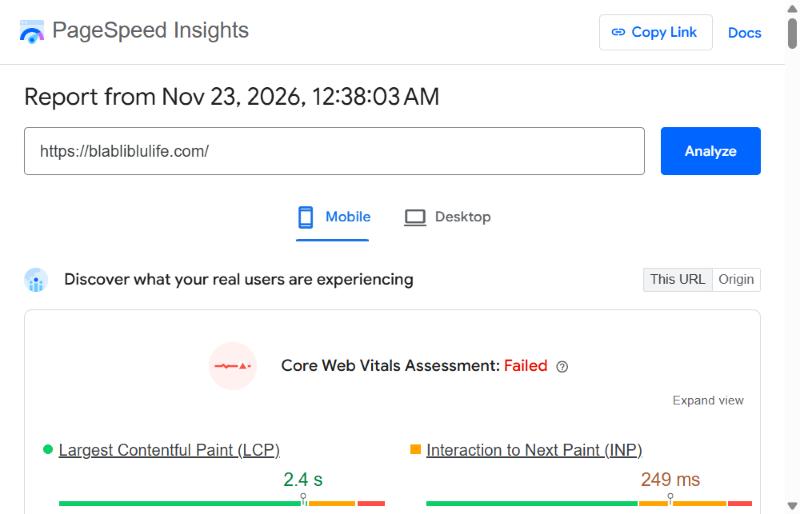 PageSpeed Insights
Copy Link
Docs
Report from Nov 23, 2026, 12:38:03 AM
https://blabliblulife.com/
Analyze
Mobile
Desktop
Discover what your real users are experiencing
This URL
Origin
Core Web Vitals Assessment: Failed
Expand view
Largest Contentful Paint (LCP)
2.4 s
Interaction to Next Paint (INP)
249 ms